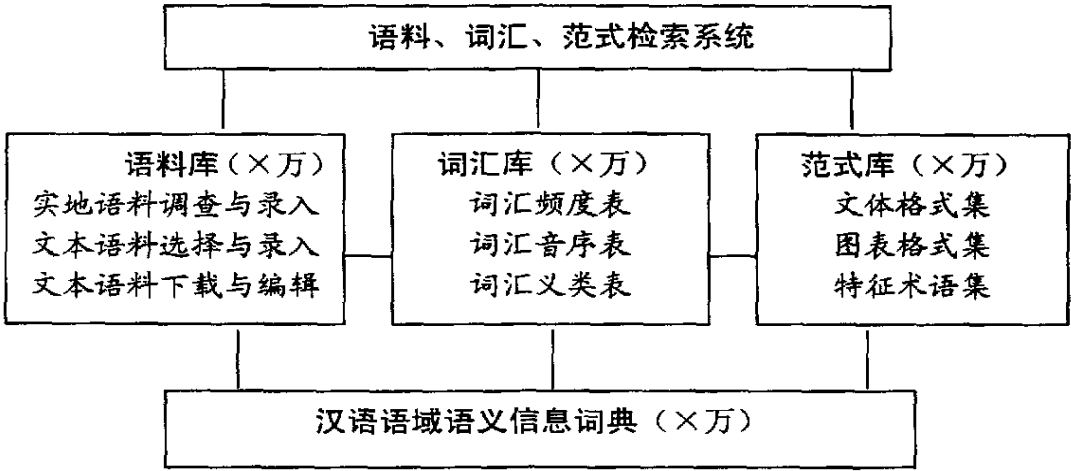 语料、词汇、范式检索系统
语料库（×万）
实地语料调查与录入
文本语料选择与录入
文本语料下载与编辑
词汇库（×万）
词汇频度表
词汇音序表
词汇义类表
范式库（×万）
文体格式集
图表格式集
特征术语集
汉语语域语义信息词典（×万）